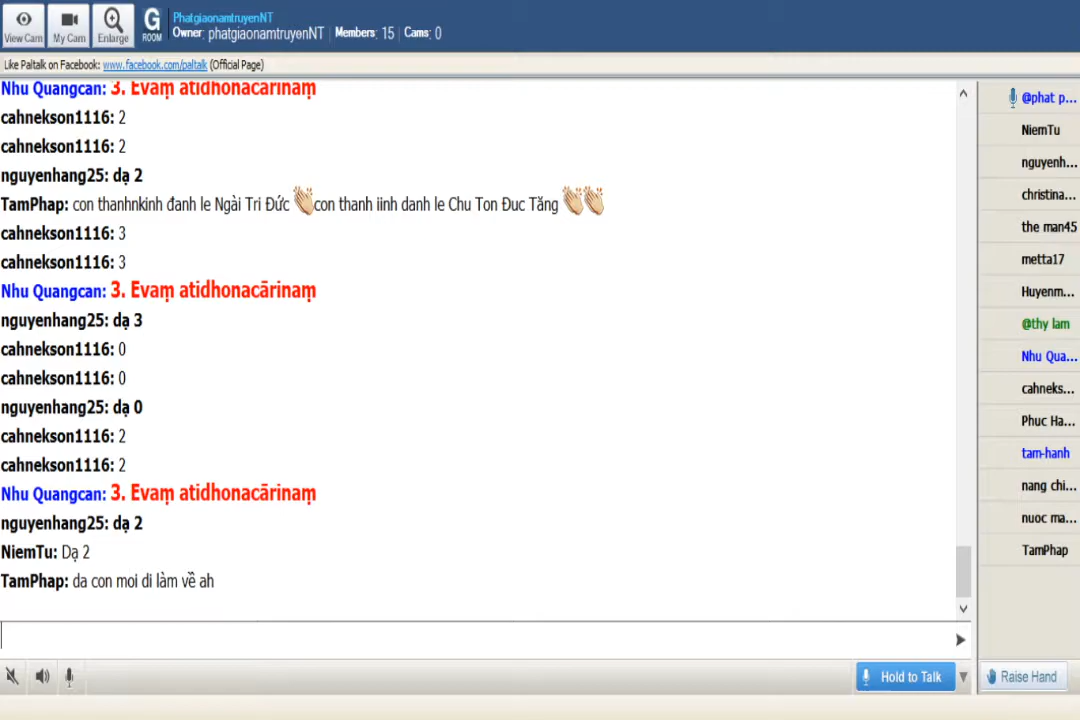 View Cam
My Cam
Enlarge
G
ROOM
PhatgiaonamtruyenNT
Owner: phatgiaonamtruyenNT Members: 15 Cams: 0
Like Paltalk on Facebook: www.facebook.com/paltalk (Official Page)
Nhu Quangcan: 3. Evaṃ atidhonacārinaṃ
cahnekson1116: 2
cahnekson1116: 2
nguyenhang25: dạ 2
TamPhap: con thanhnkinh đanh le Ngài Tri Đức con thanh iinh danh le Chu Ton Đuc Tăng
cahnekson1116: 3
cahnekson1116: 3
Nhu Quangcan: 3. Evaṃ atidhonacārinaṃ
nguyenhang25: dạ 3
cahnekson1116: 0
cahnekson1116: 0
nguyenhang25: dạ 0
cahnekson1116: 2
cahnekson1116: 2
Nhu Quangcan: 3. Evaṃ atidhonacārinaṃ
nguyenhang25: dạ 2
NiemTu: Dạ 2
TamPhap: da con moi di làm về ah
@phat p...
NiemTu
nguyenh...
christina...
the man45
metta17
Huyenm...
@thy lam
Nhu Qua...
cahneks...
Phuc Ha...
tam-hanh
nang chi...
nuoc ma...
TamPhap
Hold to Talk
Raise Hand